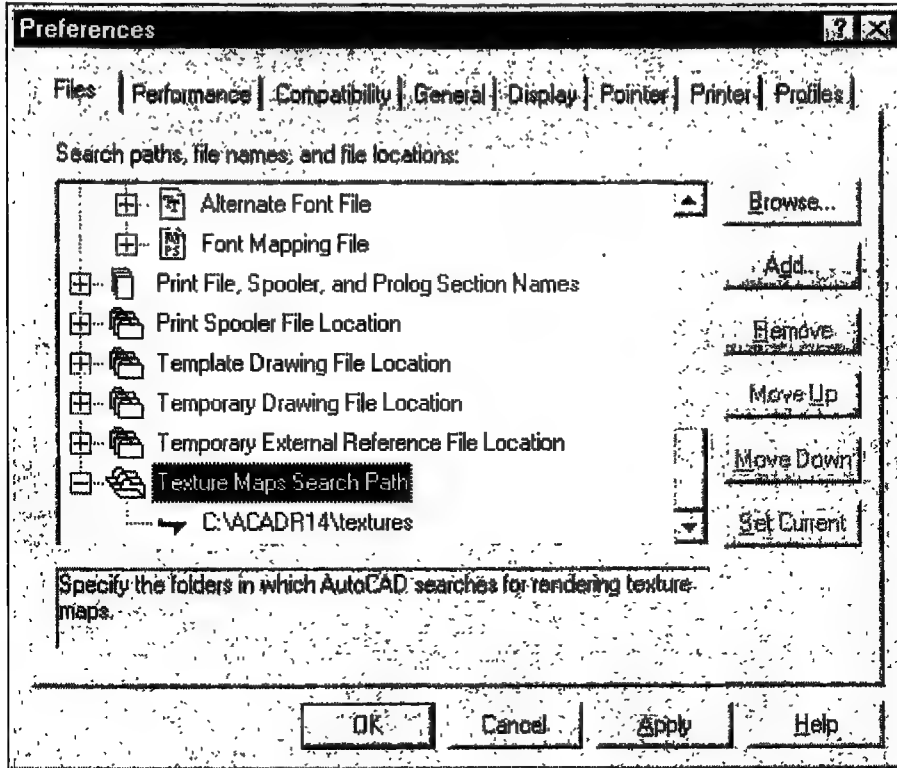 Preferences
Files Performance Compatibility General Display Pointer Printer Profiles
Search paths, file names, and file locations:
Alternate Font File
Font Mapping File
Print File, Spooler, and Prolog Section Names
Print Spooler File Location
Template Drawing File Location
Temporary Drawing File Location
Temporary External Reference File Location
Texture Maps Search Path
C:\ACADR14\textures
Browse...
Add...
Remove
Move Up
Move Down
Set Current
Specify the folders in which AutoCAD searches for rendering texture
maps.
OK Cancel Apply Help